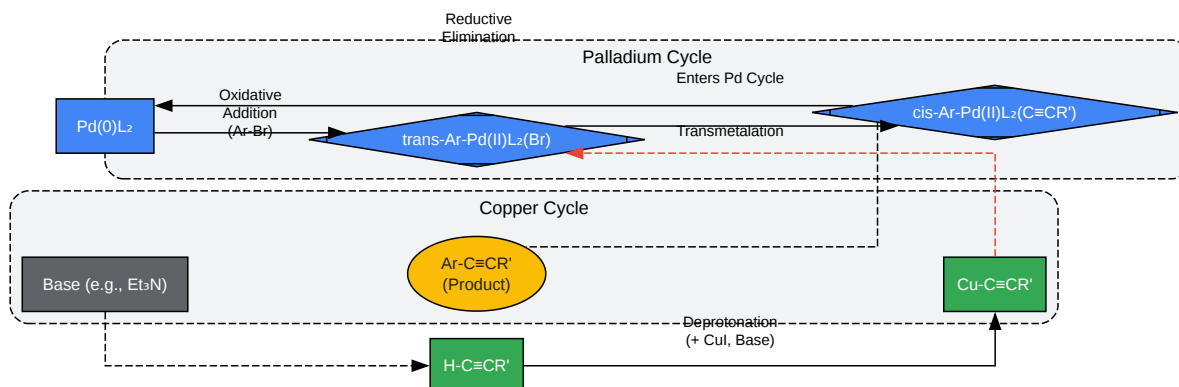 Reductive
Elimination
Palladium Cycle
Enters Pd Cycle
Oxidative
Addition
(Ar-Br)
Pd(0)L₂
trans-Ar-Pd(II)L₂(Br)
Transmetalation
cis-Ar-Pd(II)L₂(C≡CR')
Copper Cycle
Base (e.g., Et₃N)
Ar-C≡CR'
(Product)
Cu-C≡CR'
Deprotonation
(+ CuI, Base)
H-C≡CR'